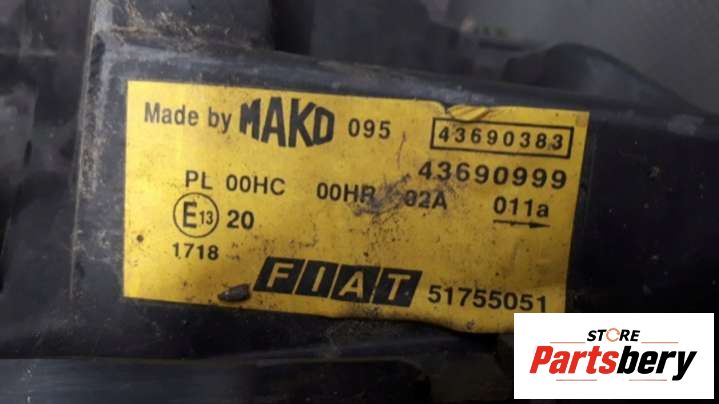 Made by MAKO 095 43690383
43690999
PL 00HC 00HR 02A 011a
E13 20
1718
FIAT 51755051
STORE
Partsbery